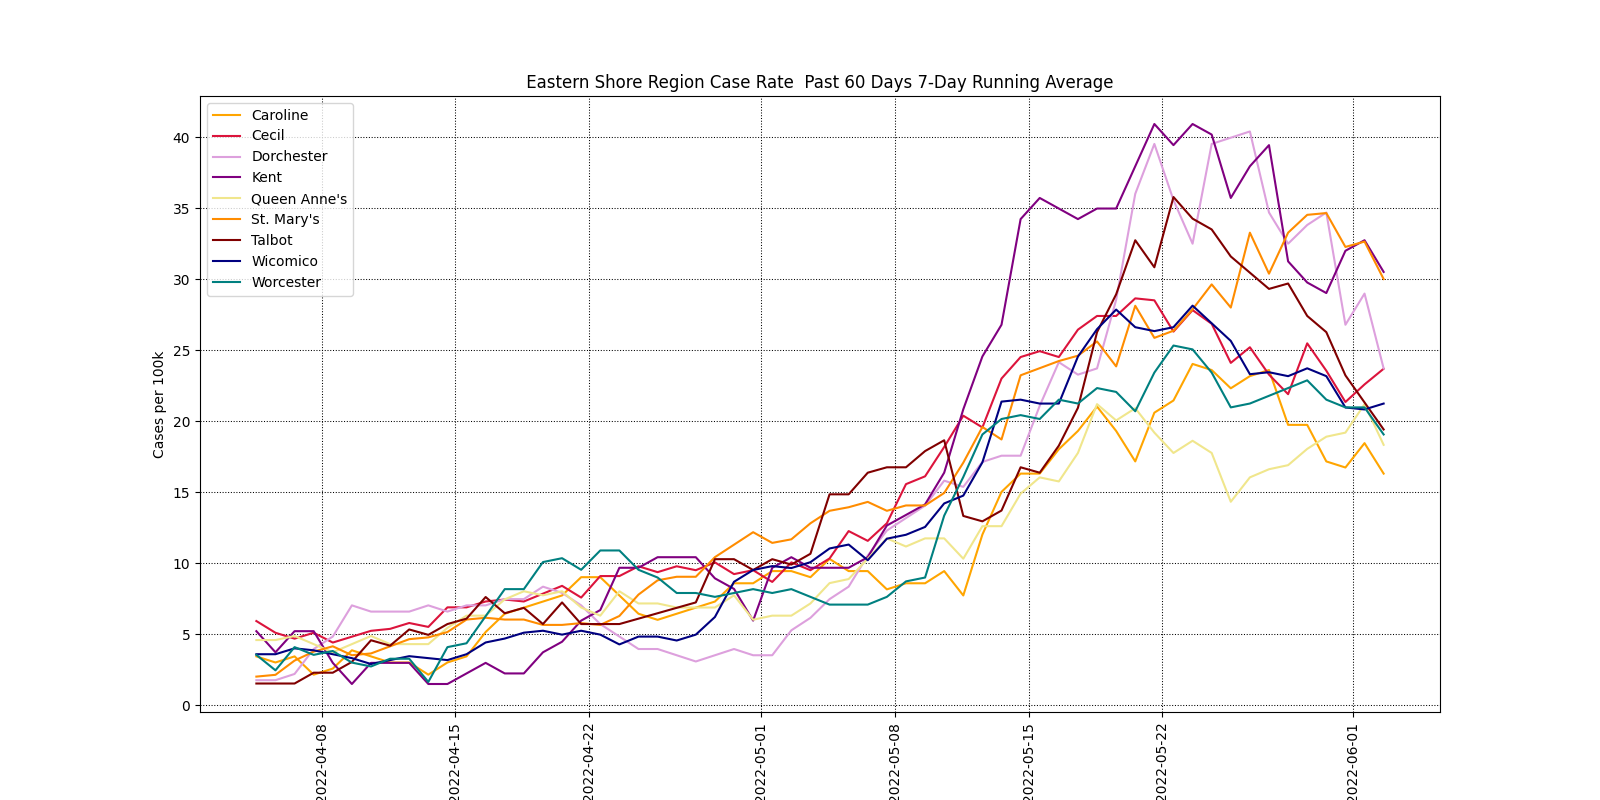 Eastern Shore Region Case Rate  Past 60 Days 7-Day Running Average
Caroline
Cecil
Dorchester
Kent
Queen Anne's
St. Mary's
Talbot
Wicomico
Worcester
Cases per 100k
40
35
30
25
20
15
10
5
0
2022-04-08
2022-04-15
2022-04-22
2022-05-01
2022-05-08
2022-05-15
2022-05-22
2022-06-01